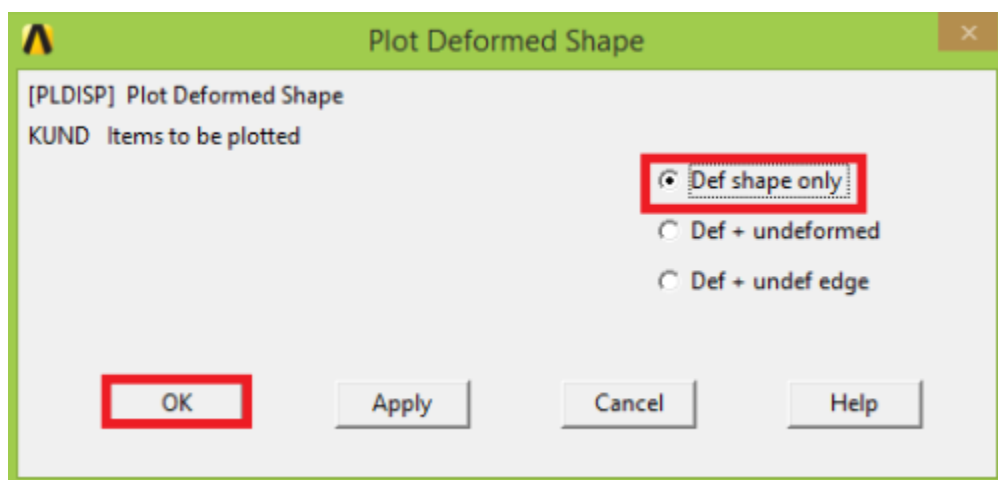 Plot Deformed Shape
[PLDISP] Plot Deformed Shape
KUND Items to be plotted
Def shape only
Def + undeformed
Def + undef edge
OK Apply Cancel Help